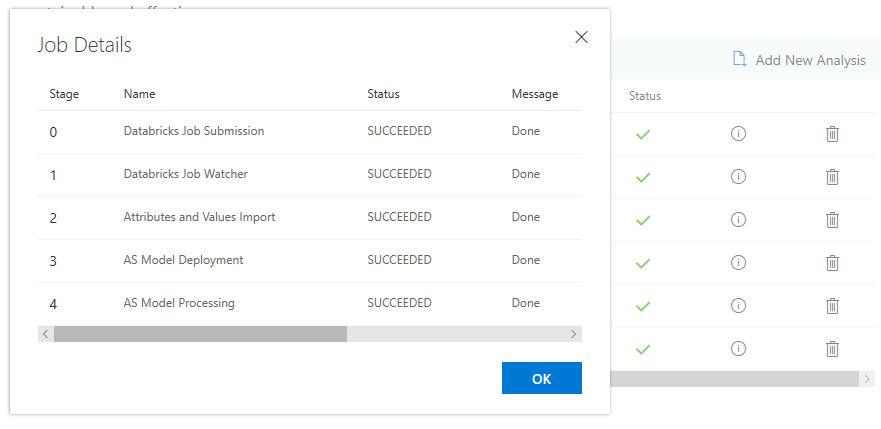 Job Details
Add New Analysis
Stage Name Status Message
Status
0 Databricks Job Submission SUCCEEDED Done
1 Databricks Job Watcher SUCCEEDED Done
2 Attributes and Values Import SUCCEEDED Done
3 AS Model Deployment SUCCEEDED Done
4 AS Model Processing SUCCEEDED Done
OK